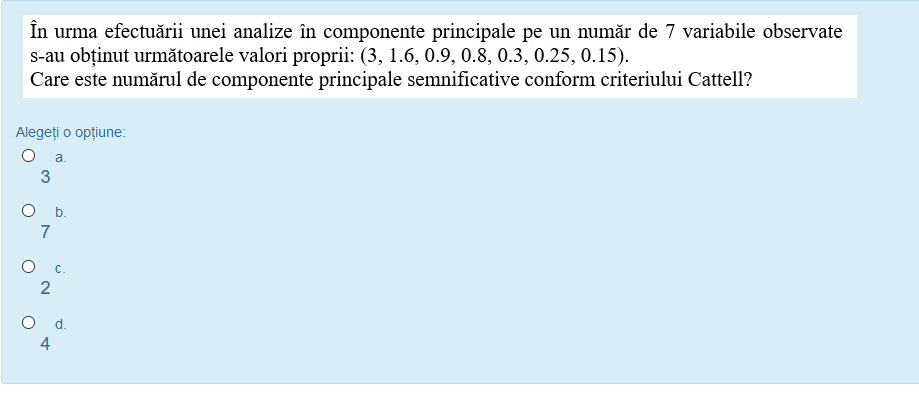 În urma efectuării unei analize în componente principale pe un număr de 7 variabile observate
s-au obținut următoarele valori proprii: (3, 1.6, 0.9, 0.8, 0.3, 0.25, 0.15).
Care este numărul de componente principale semnificative conform criteriului Cattell?
Alegeți o opțiune:
a.
3
b.
7
c.
2
d.
4